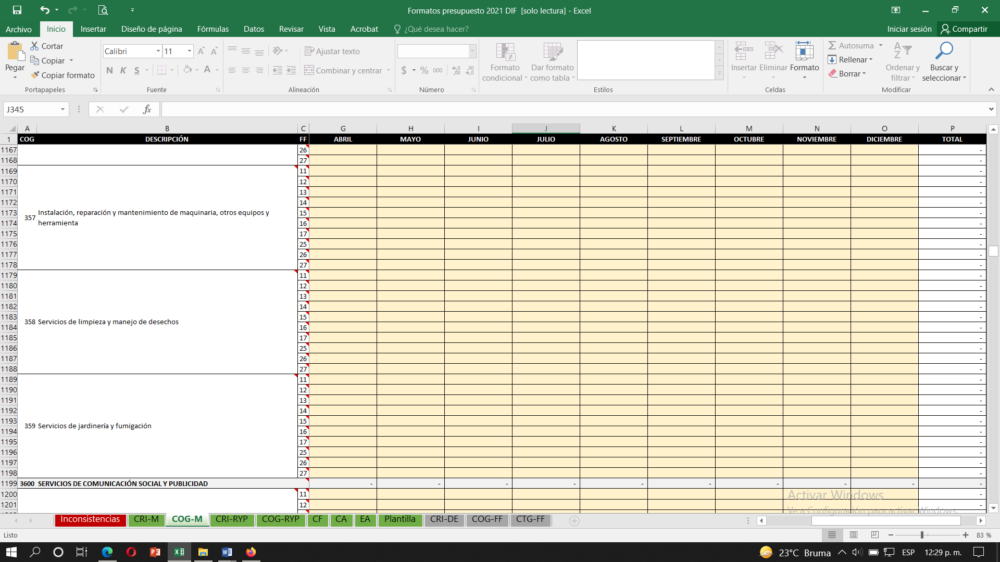 Formatos presupuesto 2021 DIF [solo lectura] - Excel
Archivo Inicio Insertar Diseño de página Fórmulas Datos Revisar Vista Acrobat ¿Qué desea hacer? Iniciar sesión Compartir
Pegar
Cortar
Copiar
Copiar formato
Portapapeles
Calibri 11
N K S
Fuente
Ajustar texto
Combinar y centrar
Alineación
$ % 000
Número
Formato condicional
Dar formato como tabla
Estilos
Insertar Eliminar Formato
Celdas
Autosuma
Rellenar
Borrar
Ordenar y filtrar
Buscar y seleccionar
Modificar
J345 fx
A B C G H I J K L M N O P
1 COG DESCRIPCIÓN FF ABRIL MAYO JUNIO JULIO AGOSTO SEPTIEMBRE OCTUBRE NOVIEMBRE DICIEMBRE TOTAL
1167 26 -
1168 27 -
1169 11 -
1170 12 -
1171 13 -
1172 14 -
1173 15 -
357 Instalación, reparación y mantenimiento de maquinaria, otros equipos y herramienta
1174 16 -
1175 17 -
1176 25 -
1177 26 -
1178 27 -
1179 11 -
1180 12 -
1181 13 -
1182 14 -
1183 15 -
358 Servicios de limpieza y manejo de desechos
1184 16 -
1185 17 -
1186 25 -
1187 26 -
1188 27 -
1189 11 -
1190 12 -
1191 13 -
1192 14 -
1193 15 -
359 Servicios de jardinería y fumigación
1194 16 -
1195 17 -
1196 25 -
1197 26 -
1198 27 -
1199 3600 SERVICIOS DE COMUNICACIÓN SOCIAL Y PUBLICIDAD - - - - - - - - - -
1200 11 -
1201 12 -
Activar Windows
Ve a Configuración para activar Windows.
Inconsistencias CRI-M COG-M CRI-RYP COG-RYP CF CA EA Plantilla CRI-DE COG-FF CTG-FF
Listo 83 %
23°C Bruma ESP 12:29 p. m.